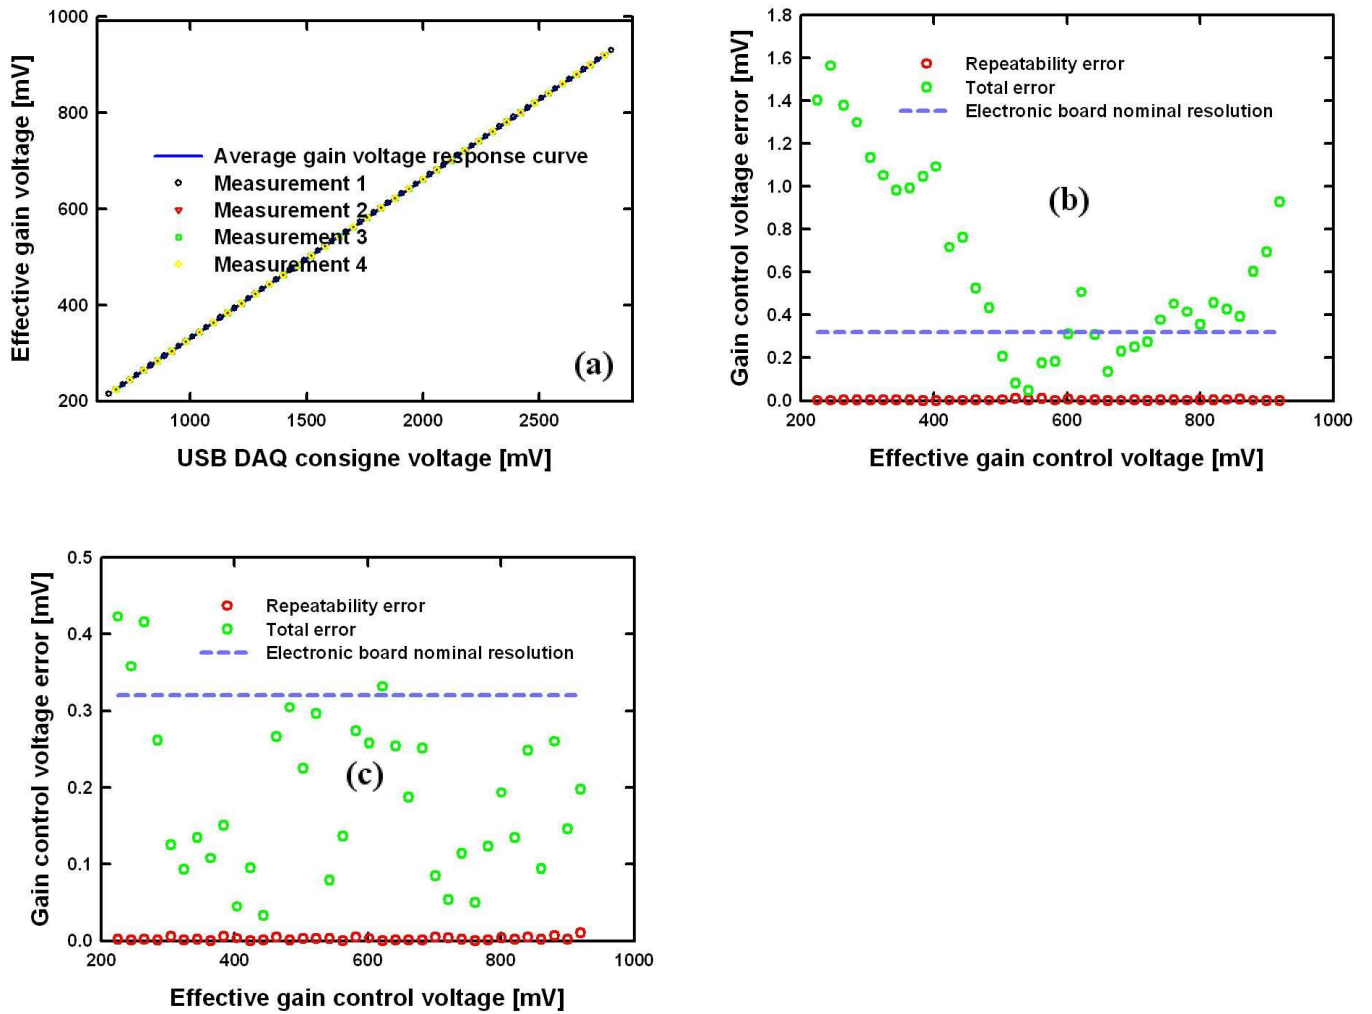 1000
800
600
400
200
Effective gain voltage [mV]
Average gain voltage response curve
Measurement 1
Measurement 2
Measurement 3
Measurement 4
(a)
1000
1500
2000
2500
USB DAQ consigne voltage [mV]
1.8
1.6
1.4
1.2
1.0
0.8
0.6
0.4
0.2
0.0
Gain control voltage error [mV]
Repeatability error
Total error
Electronic board nominal resolution
(b)
200
400
600
800
1000
Effective gain control voltage [mV]
0.5
0.4
0.3
0.2
0.1
0.0
Gain control voltage error [mV]
Repeatability error
Total error
Electronic board nominal resolution
(c)
200
400
600
800
1000
Effective gain control voltage [mV]